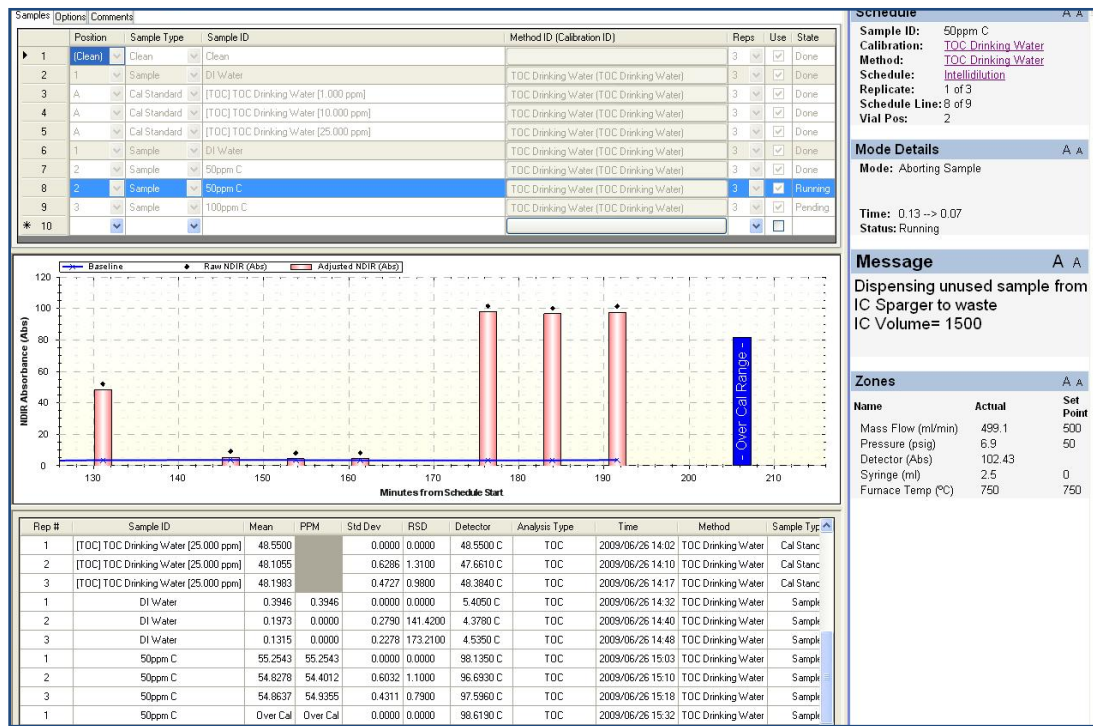 Samples Options Comments
Position Sample Type Sample ID Method ID (Calibration ID) Reps Use State
1 (Clean) Clean Clean 3 Done
2 1 Sample DI Water TOC Drinking Water (TOC Drinking Water) 3 Done
3 A Cal Standard [TOC] TOC Drinking Water [1.000 ppm] TOC Drinking Water (TOC Drinking Water) 3 Done
4 A Cal Standard [TOC] TOC Drinking Water [10.000 ppm] TOC Drinking Water (TOC Drinking Water) 3 Done
5 A Cal Standard [TOC] TOC Drinking Water [25.000 ppm] TOC Drinking Water (TOC Drinking Water) 3 Done
6 1 Sample DI Water TOC Drinking Water (TOC Drinking Water) 3 Done
7 2 Sample 50ppm C TOC Drinking Water (TOC Drinking Water) 3 Done
8 2 Sample 50ppm C TOC Drinking Water (TOC Drinking Water) 3 Running
9 3 Sample 100ppm C TOC Drinking Water (TOC Drinking Water) 3 Pending
* 10
Baseline Raw NDIR (Abs) Adjusted NDIR (Abs)
NDIR Absorbance (Abs)
120
100
80
60
40
20
0
- Over Cal Range -
130 140 150 160 170 180 190 200 210
Minutes from Schedule Start
Rep # Sample ID Mean PPM Std Dev RSD Detector Analysis Type Time Method Sample Typ
1 [TOC] TOC Drinking Water [25.000 ppm] 48.5500 0.0000 0.0000 48.5500 C TOC 2009/06/26 14:02 TOC Drinking Water Cal Stanc
2 [TOC] TOC Drinking Water [25.000 ppm] 48.1055 0.6286 1.3100 47.6610 C TOC 2009/06/26 14:10 TOC Drinking Water Cal Stanc
3 [TOC] TOC Drinking Water [25.000 ppm] 48.1983 0.4727 0.9800 48.3840 C TOC 2009/06/26 14:17 TOC Drinking Water Cal Stanc
1 DI Water 0.3946 0.3946 0.0000 0.0000 5.4050 C TOC 2009/06/26 14:32 TOC Drinking Water Sample
2 DI Water 0.1973 0.0000 0.2790 141.4200 4.3780 C TOC 2009/06/26 14:40 TOC Drinking Water Sample
3 DI Water 0.1315 0.0000 0.2278 173.2100 4.5350 C TOC 2009/06/26 14:48 TOC Drinking Water Sample
1 50ppm C 55.2543 55.2543 0.0000 0.0000 98.1350 C TOC 2009/06/26 15:03 TOC Drinking Water Sample
2 50ppm C 54.8278 54.4012 0.6032 1.1000 96.6930 C TOC 2009/06/26 15:10 TOC Drinking Water Sample
3 50ppm C 54.8637 54.9355 0.4311 0.7900 97.5960 C TOC 2009/06/26 15:18 TOC Drinking Water Sample
1 50ppm C Over Cal Over Cal 0.0000 0.0000 98.6190 C TOC 2009/06/26 15:32 TOC Drinking Water Sample
Schedule A A
Sample ID: 50ppm C
Calibration: TOC Drinking Water
Method: TOC Drinking Water
Schedule: Intellidilution
Replicate: 1 of 3
Schedule Line: 8 of 9
Vial Pos: 2
Mode Details A A
Mode: Aborting Sample
Time: 0.13 --> 0.07
Status: Running
Message A A
Dispensing unused sample from
IC Sparger to waste
IC Volume= 1500
Zones A A
Name Actual Set Point
Mass Flow (ml/min) 499.1 500
Pressure (psig) 6.9 50
Detector (Abs) 102.43
Syringe (ml) 2.5 0
Furnace Temp (ºC) 750 750